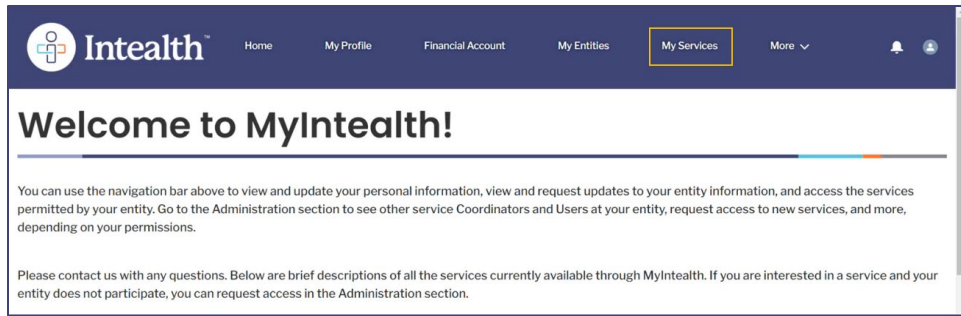 Intealth™ Home My Profile Financial Account My Entities My Services More
Welcome to MyIntealth!
You can use the navigation bar above to view and update your personal information, view and request updates to your entity information, and access the services
permitted by your entity. Go to the Administration section to see other service Coordinators and Users at your entity, request access to new services, and more,
depending on your permissions.
Please contact us with any questions. Below are brief descriptions of all the services currently available through MyIntealth. If you are interested in a service and your
entity does not participate, you can request access in the Administration section.